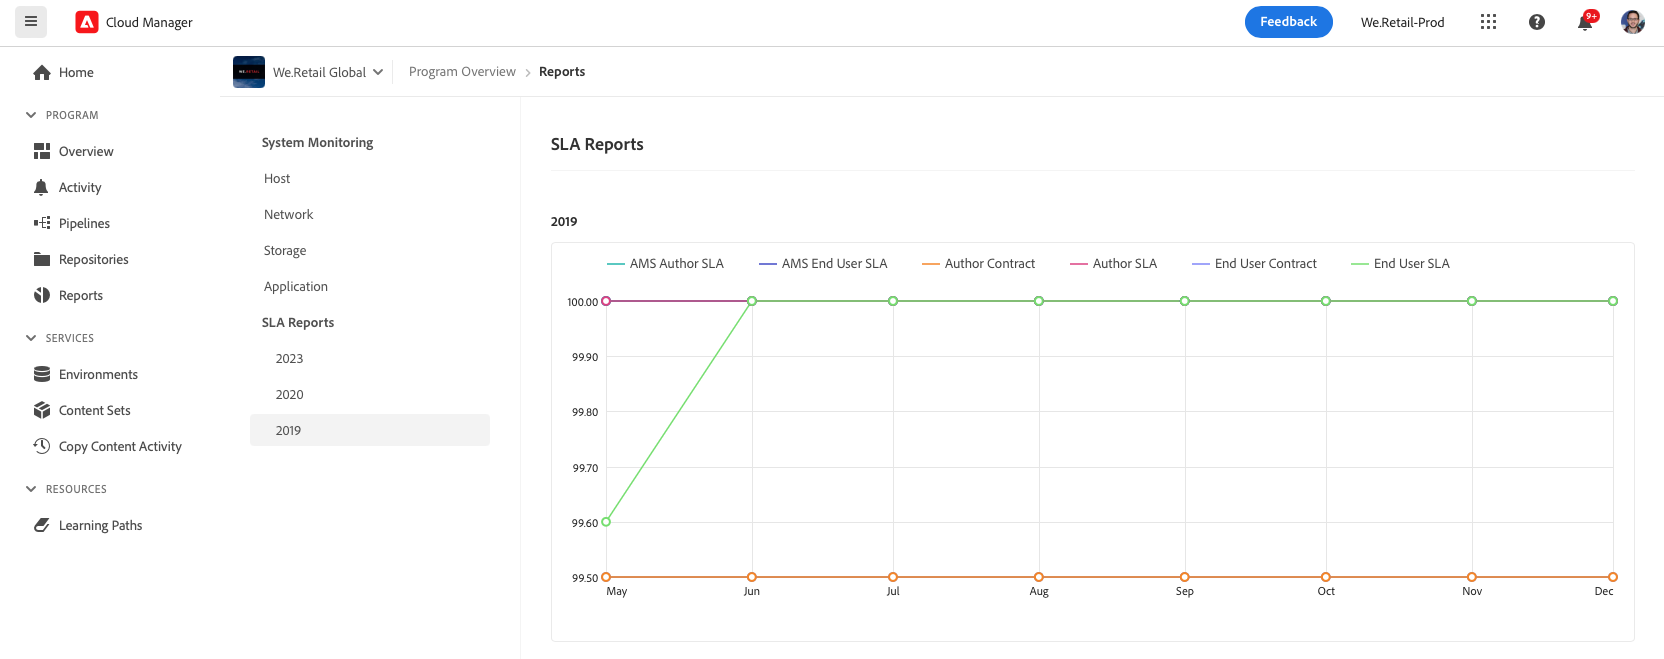 Cloud Manager
Feedback
We.Retail-Prod
9+
Home
PROGRAM
Overview
Activity
Pipelines
Repositories
Reports
SERVICES
Environments
Content Sets
Copy Content Activity
RESOURCES
Learning Paths
WE.RETAIL
We.Retail Global
Program Overview > Reports
System Monitoring
Host
Network
Storage
Application
SLA Reports
2023
2020
2019
SLA Reports
2019
AMS Author SLA AMS End User SLA Author Contract Author SLA End User Contract End User SLA
100.00
99.90
99.80
99.70
99.60
99.50
May Jun Jul Aug Sep Oct Nov Dec